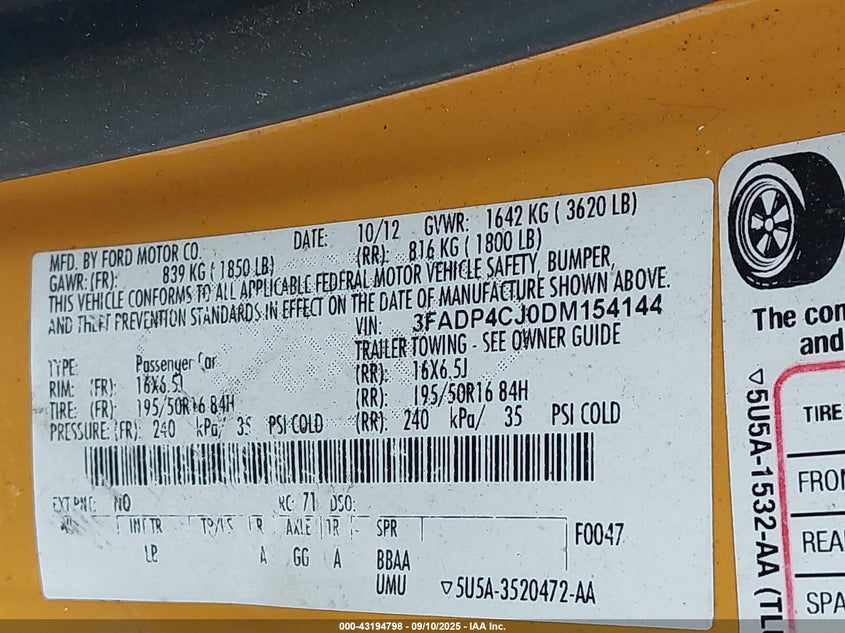 MFD. BY FORD MOTOR CO. DATE: 10/12 GVWR: 1642 KG ( 3620 LB)
GAWR: (FR): 839 KG ( 1850 LB) (RR): 816 KG ( 1800 LB)
THIS VEHICLE CONFORMS TO ALL APPLICABLE FEDERAL MOTOR VEHICLE SAFETY, BUMPER,
AND THEFT PREVENTION STANDARDS IN EFFECT ON THE DATE OF MANUFACTURE SHOWN ABOVE.
VIN: 3FADP4CJ0DM154144
TYPE: Passenger Car TRAILER TOWING - SEE OWNER GUIDE
RIM: (FR): 16X6.5J (RR): 16X6.5J
TIRE: (FR): 195/50R16 84H (RR): 195/50R16 84H
PRESSURE: (FR): 240 kPa/ 35 PSI COLD (RR): 240 kPa/ 35 PSI COLD
EXT PNT: NO RC: 71 DSO:
INT TR TP/PS R AXLE TR SPR F0047
LP A GG A BBAA
UMU ▽5U5A-3520472-AA
The con
and
▽5U5A-1532-AA (TL
TIRE
FRON
REA
SPA
000-43194798 - 09/10/2025 - IAA Inc.